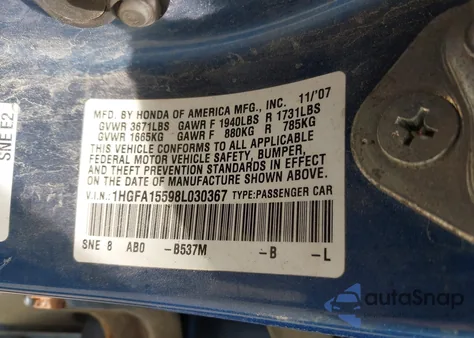 SNE E2
MFD. BY HONDA OF AMERICA MFG., INC. 11/'07
GVWR 3671LBS GAWR F 1940LBS R 1731LBS
GVWR 1665KG GAWR F 880KG R 785KG
THIS VEHICLE CONFORMS TO ALL APPLICABLE
FEDERAL MOTOR VEHICLE SAFETY, BUMPER,
AND THEFT PREVENTION STANDARDS IN EFFECT
ON THE DATE OF MANUFACTURE SHOWN ABOVE.
V.I.N.: 1HGFA15598L030367 TYPE:PASSENGER CAR
SNE 8 AB0 -B537M -B -L
autoSnap